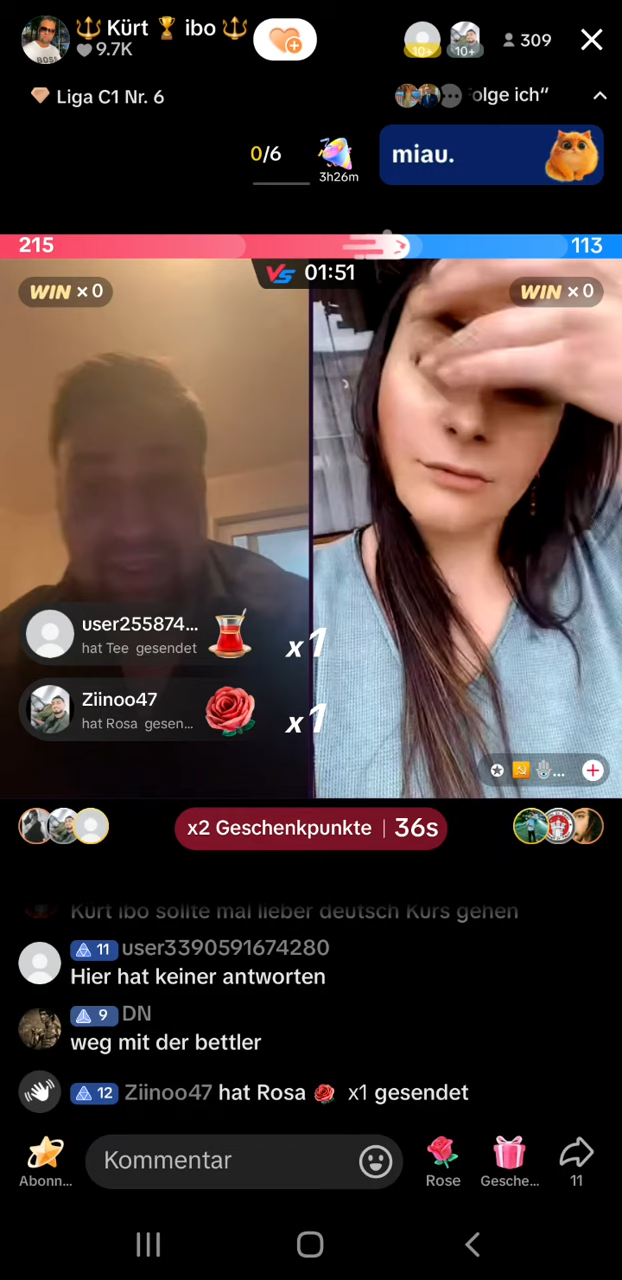 🔱 Kürt 🏆 ibo 🔱
9.7K
10+
10+
309
Liga C1 Nr. 6
olge ich“
0/6
3h26m
miau.
215
113
VS 01:51
WIN × 0
WIN × 0
user255874...
hat Tee gesendet
x1
Ziinoo47
hat Rosa gesen...
x1
x2 Geschenkpunkte | 36s
Kürt ibo sollte mal lieber deutsch Kurs gehen
11 user3390591674280
Hier hat keiner antworten
9 DN
weg mit der bettler
12 Ziinoo47 hat Rosa 🌹 x1 gesendet
Abonn...
Kommentar
Rose
Gesche...
11